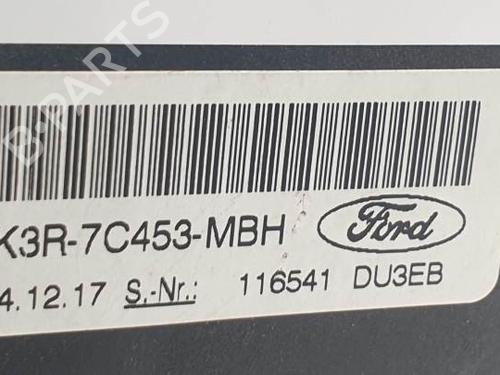 B-PARTS
K3R-7C453-MBH Ford
4.12.17 S.-Nr.: 116541 DU3EB